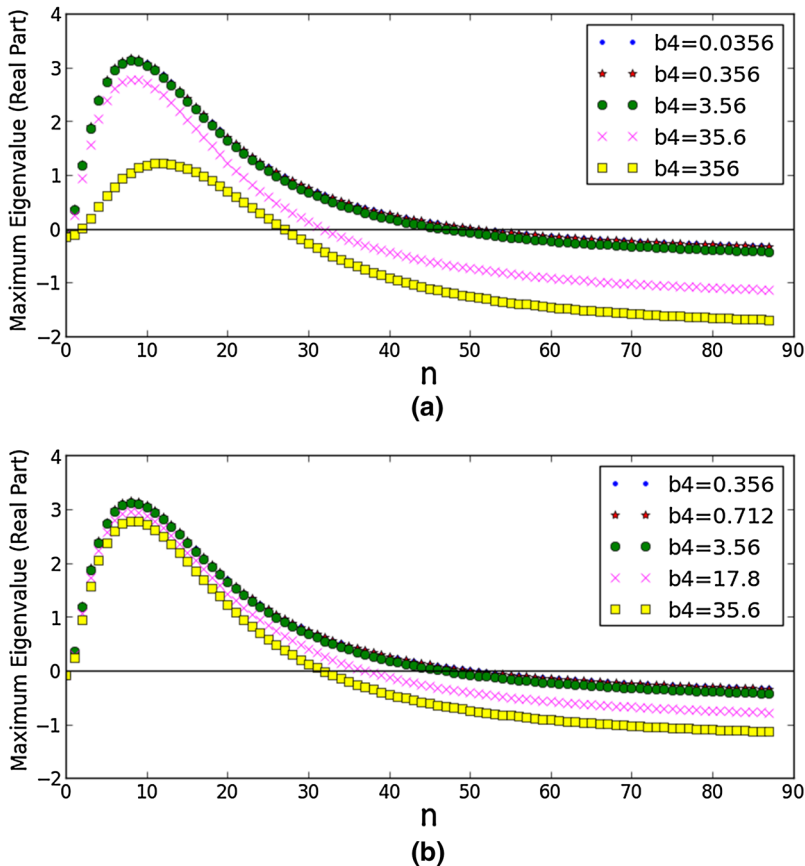 4
3
2
1
0
−1
−2
Maximum Eigenvalue (Real Part)
b4=0.0356
b4=0.356
b4=3.56
b4=35.6
b4=356
0 10 20 30 40 50 60 70 80 90
n
(a)
4
3
2
1
0
−1
−2
Maximum Eigenvalue (Real Part)
b4=0.356
b4=0.712
b4=3.56
b4=17.8
b4=35.6
0 10 20 30 40 50 60 70 80 90
n
(b)